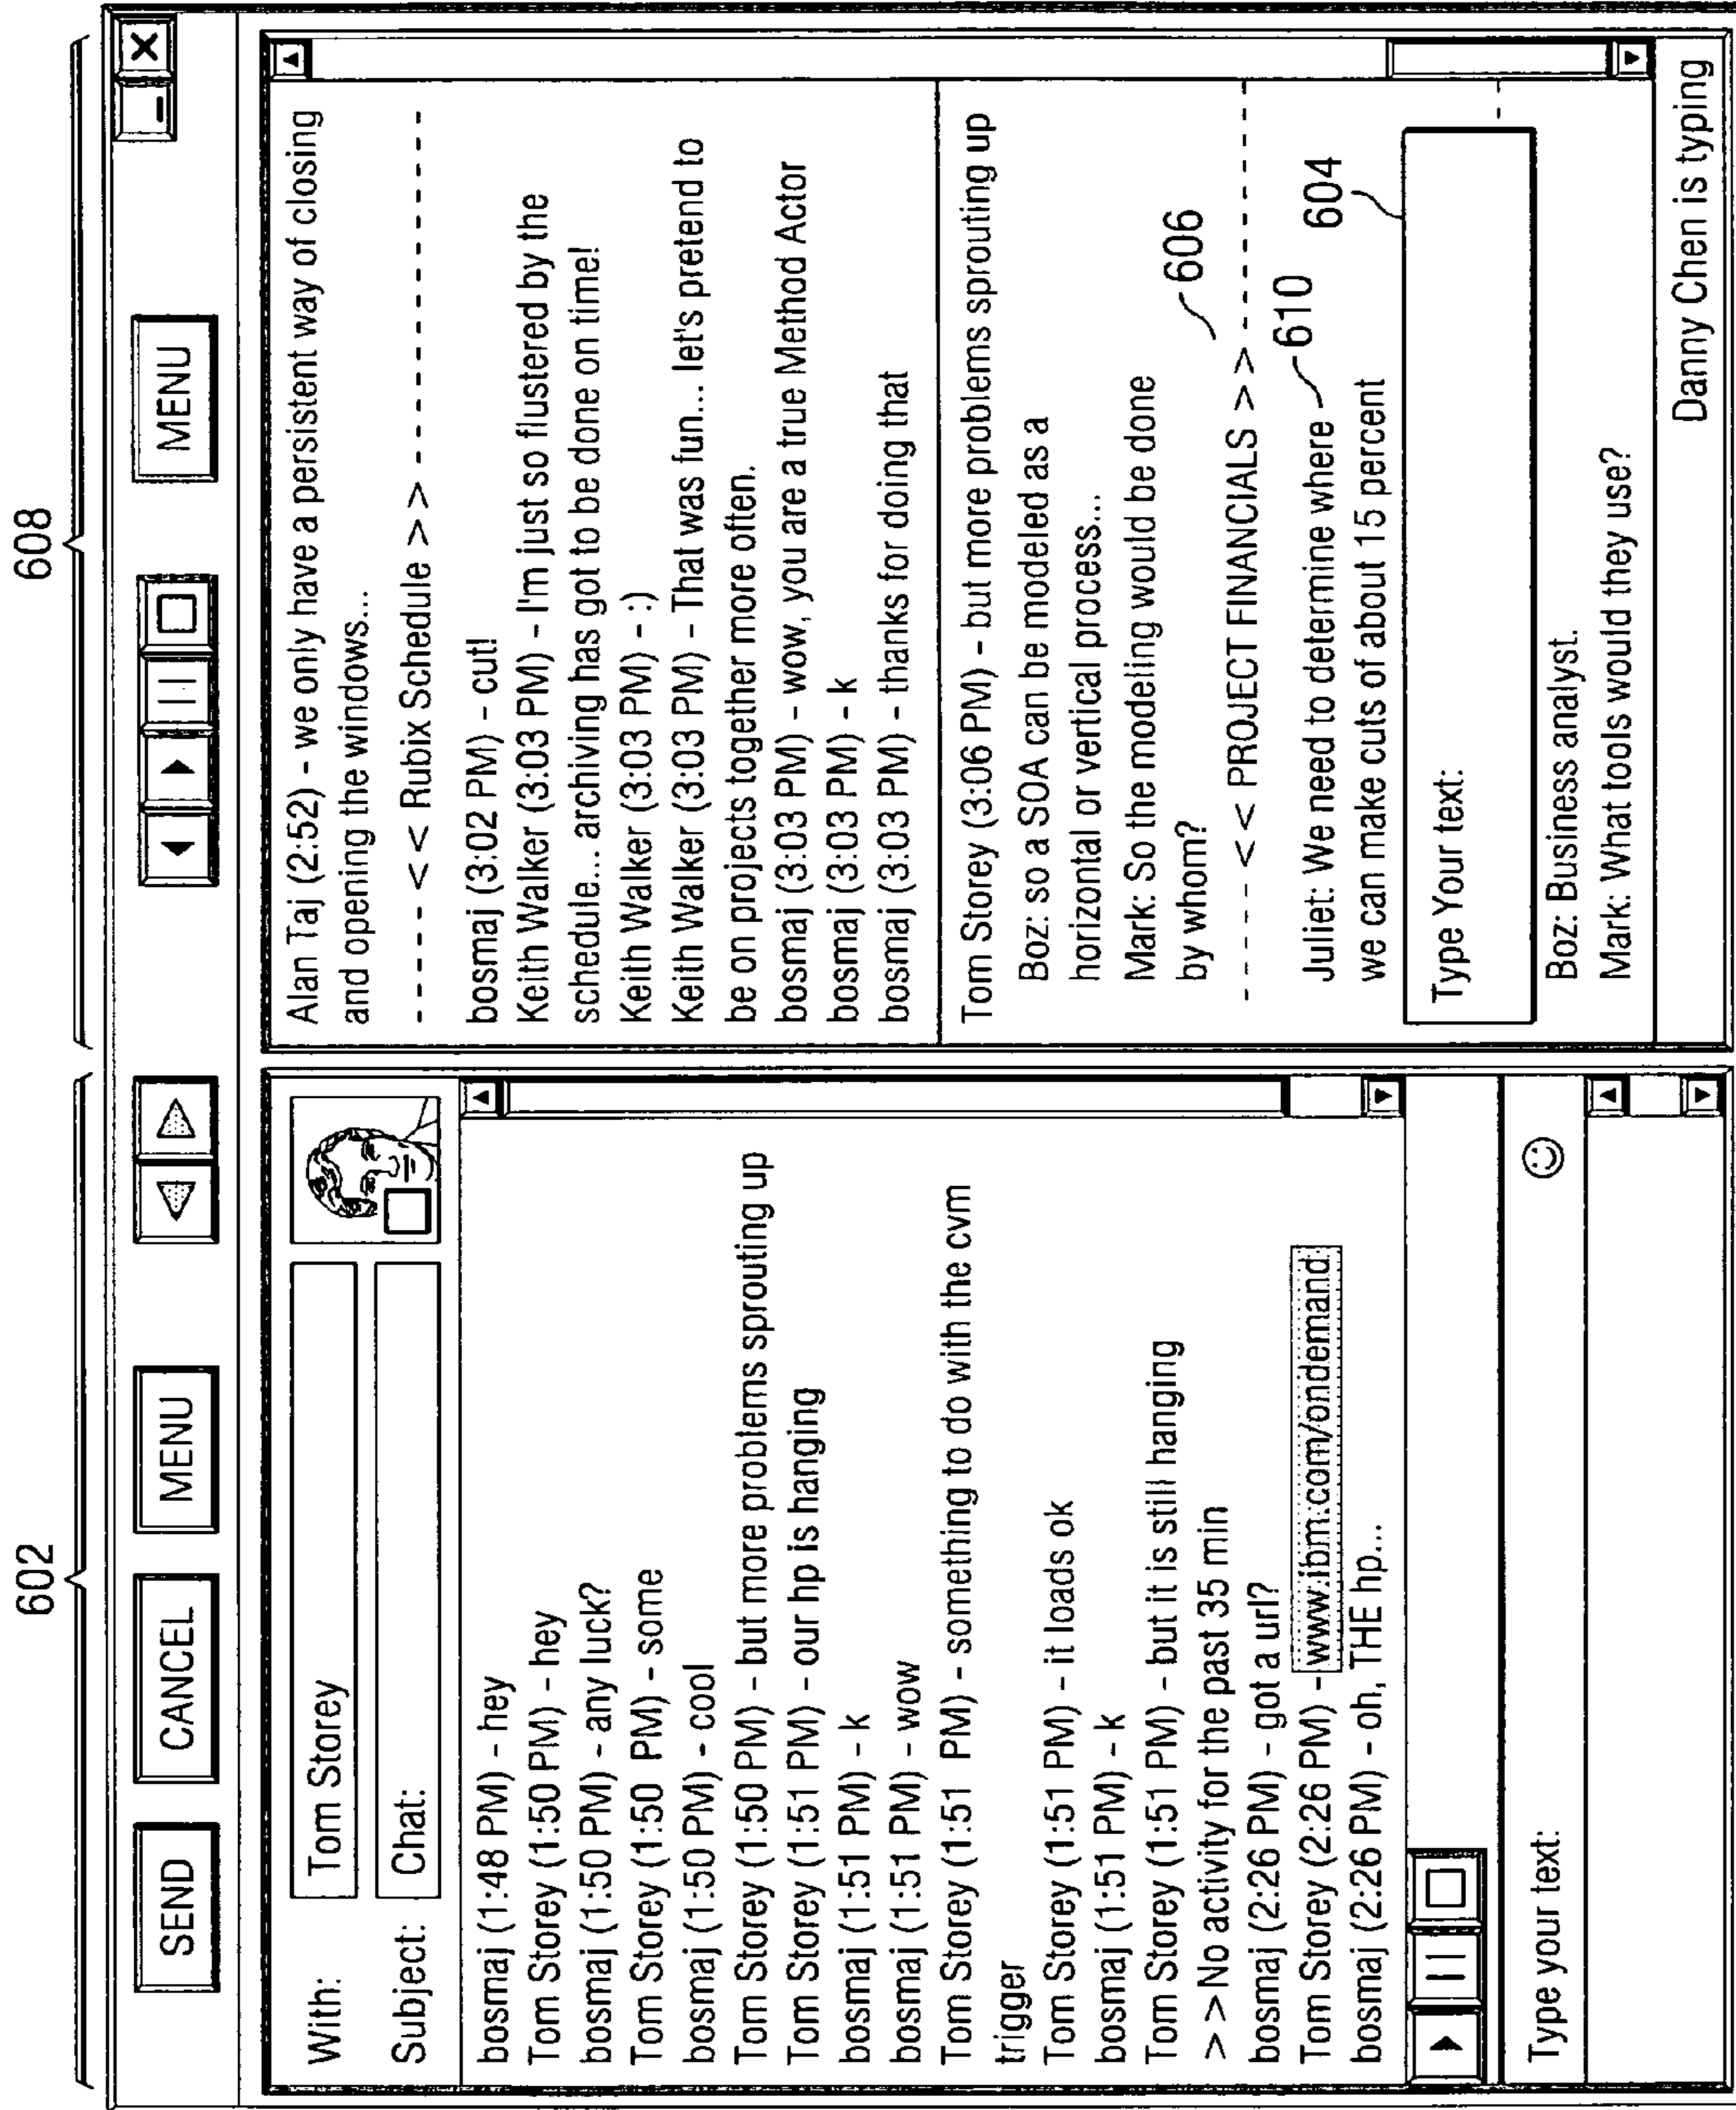 602
608
SEND
CANCEL
MENU
MENU
With:
Tom Storey
Subject:
Chat:
bosmaj (1:48 PM) - hey
Tom Storey (1:50 PM) - hey
bosmaj (1:50 PM) - any luck?
Tom Storey (1:50 PM) - some
bosmaj (1:50 PM) - cool
Tom Storey (1:50 PM) - but more problems sprouting up
Tom Storey (1:51 PM) - our hp is hanging
bosmaj (1:51 PM) - k
bosmaj (1:51 PM) - wow
Tom Storey (1:51 PM) - something to do with the cvm
trigger
Tom Storey (1:51 PM) - it loads ok
bosmaj (1:51 PM) - k
Tom Storey (1:51 PM) - but it is still hanging
> > No activity for the past 35 min
bosmaj (2:26 PM) - got a url?
Tom Storey (2:26 PM) - www.ibm.com/ondemand
bosmaj (2:26 PM) - oh, THE hp...
Type your text:
Alan Taj (2:52) - we only have a persistent way of closing
and opening the windows...
- - - - - < < Rubix Schedule > > - - - - - - - - - - - - - - - - -
bosmaj (3:02 PM) - cut!
Keith Walker (3:03 PM) - I'm just so flustered by the
schedule... archiving has got to be done on time!
Keith Walker (3:03 PM) - :)
Keith Walker (3:03 PM) - That was fun... let's pretend to
be on projects together more often.
bosmaj (3:03 PM) - wow, you are a true Method Actor
bosmaj (3:03 PM) - k
bosmaj (3:03 PM) - thanks for doing that
Tom Storey (3:06 PM) - but more problems sprouting up
Boz: so a SOA can be modeled as a
horizontal or vertical process...
Mark: So the modeling would be done
by whom?
606
- - - - - < < PROJECT FINANCIALS > > - - - - - - - - - - -
Juliet: We need to determine where
610
we can make cuts of about 15 percent
604
Type Your text:
Boz: Business analyst.
Mark: What tools would they use?
Danny Chen is typing